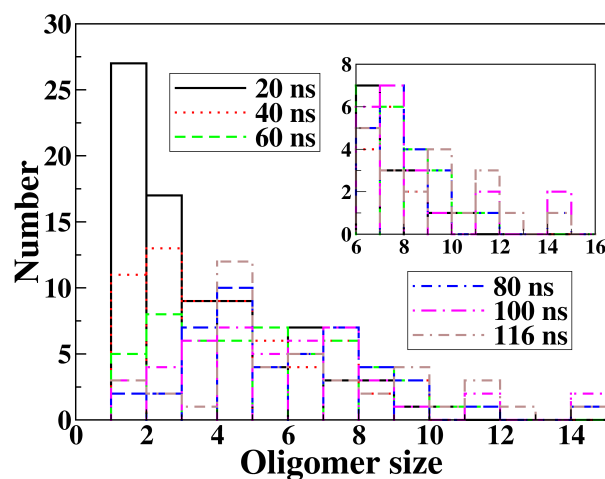 30
25
20
15
10
5
0
Number
0 2 4 6 8 10 12 14
Oligomer size
20 ns
40 ns
60 ns
80 ns
100 ns
116 ns
8
6
4
2
0
6 8 10 12 14 16